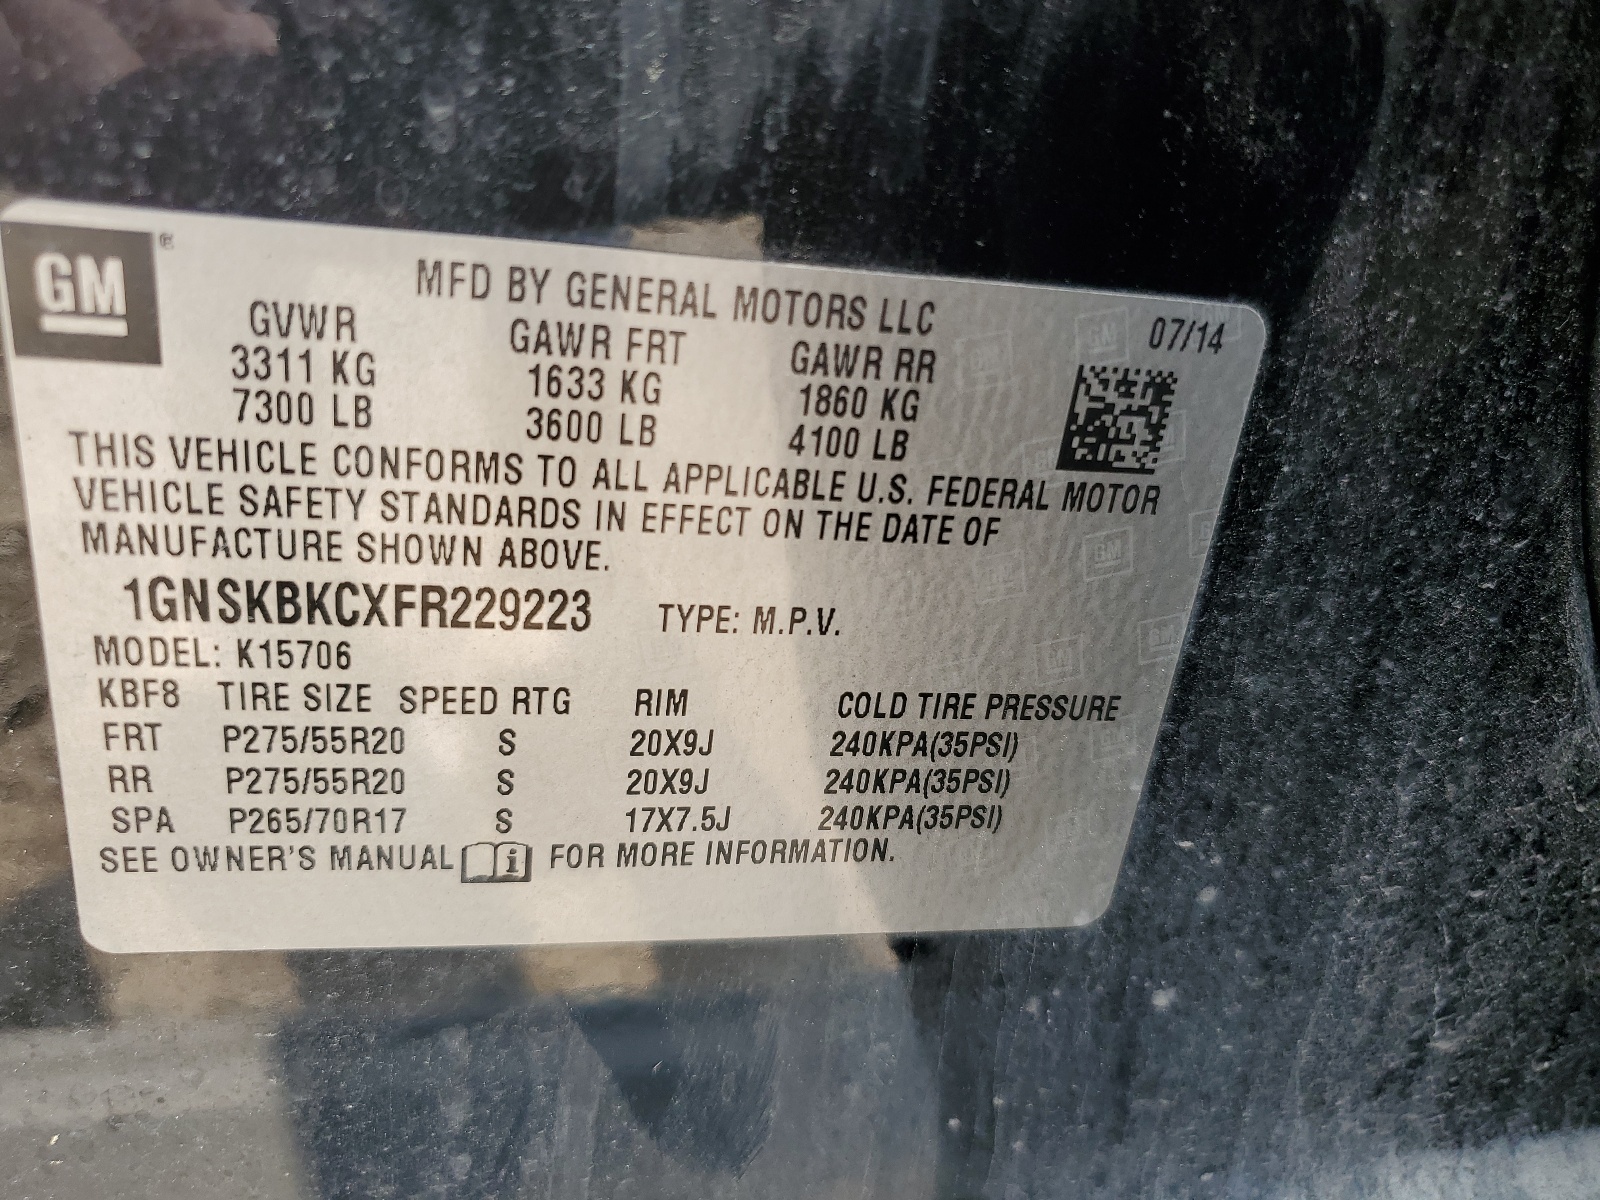 GM ®
MFD BY GENERAL MOTORS LLC
07/14
GVWR GAWR FRT GAWR RR
3311 KG 1633 KG 1860 KG
7300 LB 3600 LB 4100 LB
THIS VEHICLE CONFORMS TO ALL APPLICABLE U.S. FEDERAL MOTOR
VEHICLE SAFETY STANDARDS IN EFFECT ON THE DATE OF
MANUFACTURE SHOWN ABOVE.
1GNSKBKCXFR229223 TYPE: M.P.V.
MODEL: K15706
KBF8 TIRE SIZE SPEED RTG RIM COLD TIRE PRESSURE
FRT P275/55R20 S 20X9J 240KPA(35PSI)
RR P275/55R20 S 20X9J 240KPA(35PSI)
SPA P265/70R17 S 17X7.5J 240KPA(35PSI)
SEE OWNER'S MANUAL i FOR MORE INFORMATION.